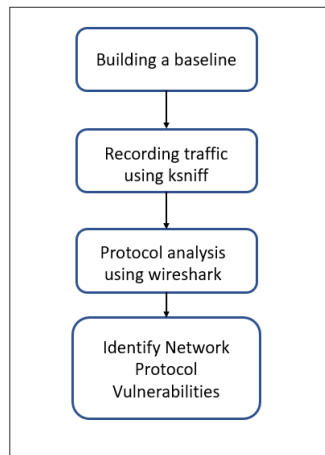 Building a baseline
Recording traffic
using ksniff
Protocol analysis
using wireshark
Identify Network
Protocol
Vulnerabilities